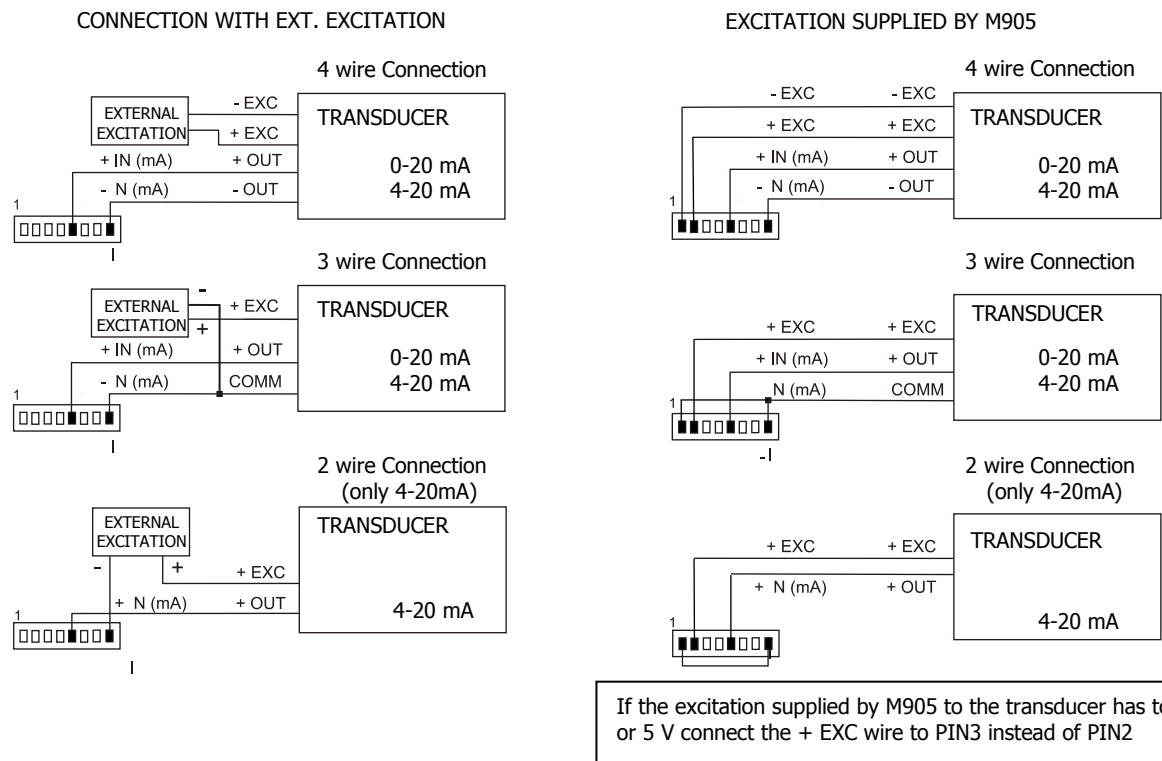 CONNECTION WITH EXT. EXCITATION
4 wire Connection
EXTERNAL
EXCITATION
- EXC
+ EXC
+ IN (mA)
+ OUT
- N (mA)
- OUT
TRANSDUCER
0-20 mA
4-20 mA
1
I
3 wire Connection
EXTERNAL
EXCITATION
-
+
+ EXC
+ IN (mA)
+ OUT
- N (mA)
COMM
TRANSDUCER
0-20 mA
4-20 mA
1
I
2 wire Connection
(only 4-20mA)
EXTERNAL
EXCITATION
-
+
+ EXC
+ N (mA)
+ OUT
TRANSDUCER
4-20 mA
1
I
EXCITATION SUPPLIED BY M905
4 wire Connection
- EXC
- EXC
+ EXC
+ EXC
+ IN (mA)
+ OUT
- N (mA)
- OUT
TRANSDUCER
0-20 mA
4-20 mA
1
3 wire Connection
+ EXC
+ EXC
+ IN (mA)
+ OUT
N (mA)
COMM
TRANSDUCER
0-20 mA
4-20 mA
1
-I
2 wire Connection
(only 4-20mA)
+ EXC
+ EXC
+ N (mA)
+ OUT
TRANSDUCER
4-20 mA
1
I
If the excitation supplied by M905 to the transducer has
or 5 V connect the + EXC wire to PIN3 instead of PIN2